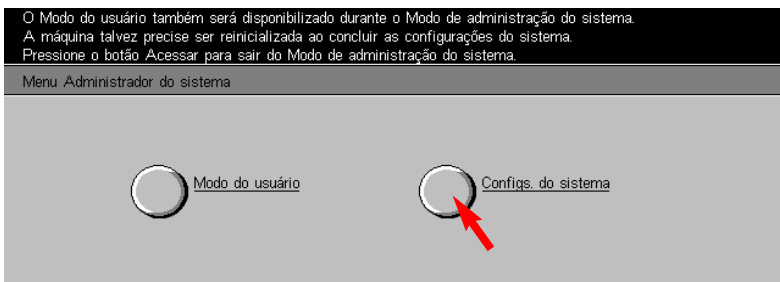 O Modo do usuário também será disponibilizado durante o Modo de administração do sistema.
A máquina talvez precise ser reinicializada ao concluir as configurações do sistema.
Pressione o botão Acessar para sair do Modo de administração do sistema.
Menu Administrador do sistema
Modo do usuário
Configs. do sistema